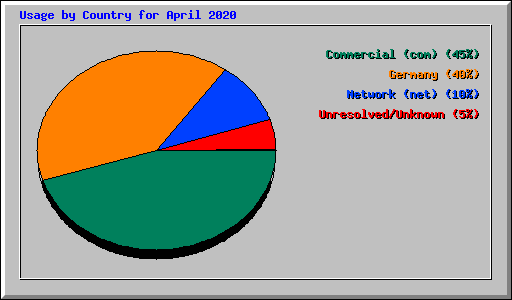 Usage by Country for April 2020
Commercial (com) (45%)
Germany (40%)
Network (net) (10%)
Unresolved/Unknown (5%)